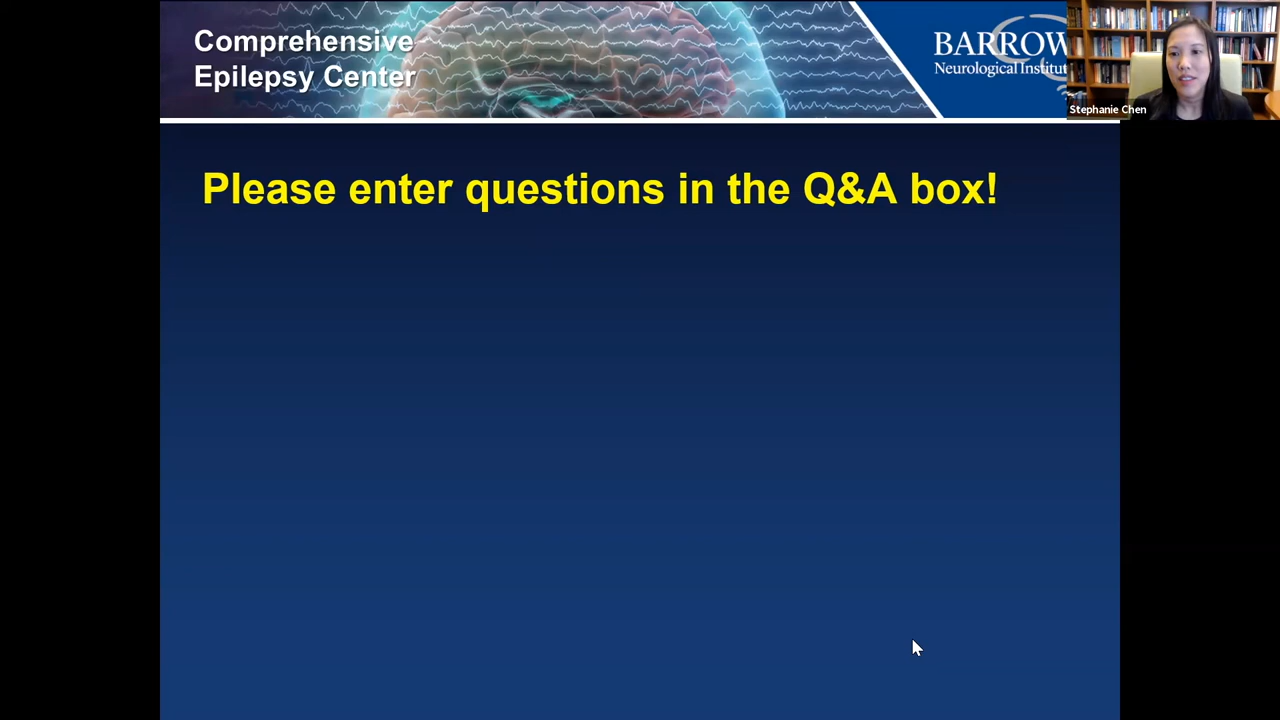 Comprehensive
Epilepsy Center
BARROW
Neurological Institut
Stephanie Chen
Please enter questions in the Q&A box!